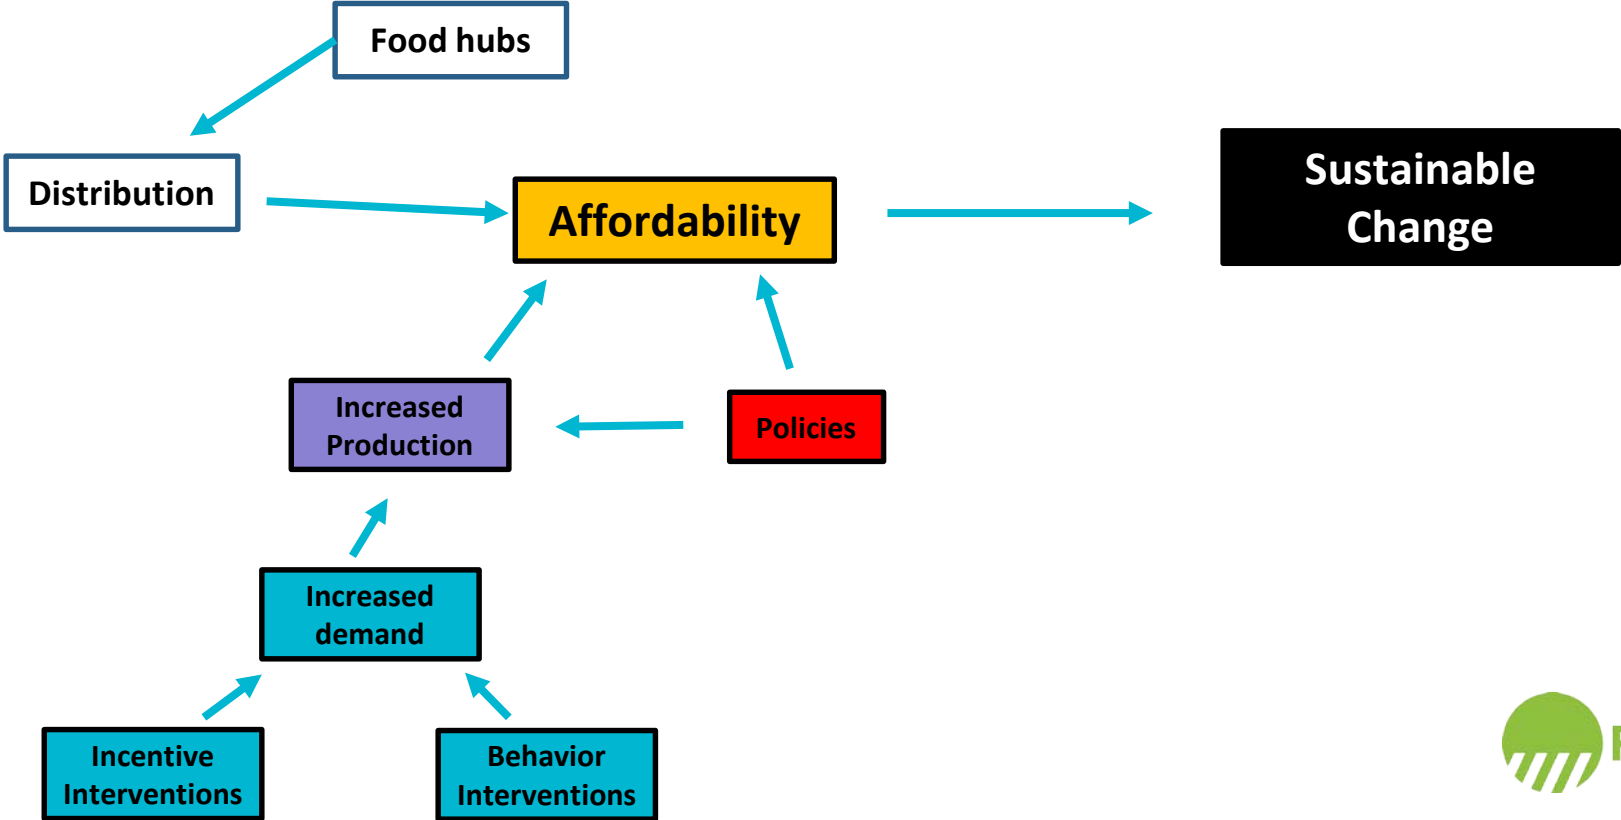 Food hubs
Distribution
Affordability
Sustainable
Change
Increased
Production
Policies
Increased
demand
Incentive
Interventions
Behavior
Interventions